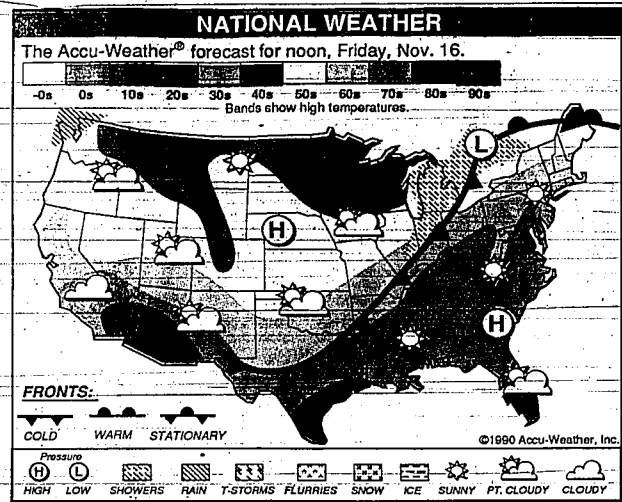 NATIONAL WEATHER
The Accu-Weather® forecast for noon, Friday, Nov. 16.
-0s 0s 10s 20s 30s 40s 50s 60s 70s 80s 90s
Bands show high temperatures.
L
H
H
FRONTS:
COLD WARM STATIONARY
©1990 Accu-Weather, Inc.
Pressure
H L
HIGH LOW SHOWERS RAIN T-STORMS FLURRIES SNOW ICE SUNNY PT. CLOUDY CLOUDY